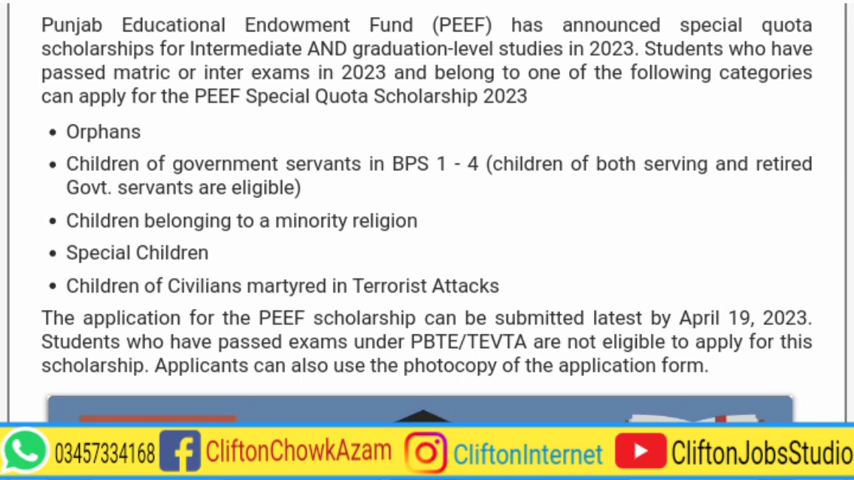 Punjab Educational Endowment Fund (PEEF) has announced special quota
scholarships for Intermediate AND graduation-level studies in 2023. Students who have
passed matric or inter exams in 2023 and belong to one of the following categories
can apply for the PEEF Special Quota Scholarship 2023
• Orphans
• Children of government servants in BPS 1 - 4 (children of both serving and retired
Govt. servants are eligible)
• Children belonging to a minority religion
• Special Children
• Children of Civilians martyred in Terrorist Attacks
The application for the PEEF scholarship can be submitted latest by April 19, 2023.
Students who have passed exams under PBTE/TEVTA are not eligible to apply for this
scholarship. Applicants can also use the photocopy of the application form.
03457334168 CliftonChowkAzam CliftonInternet CliftonJobsStudio